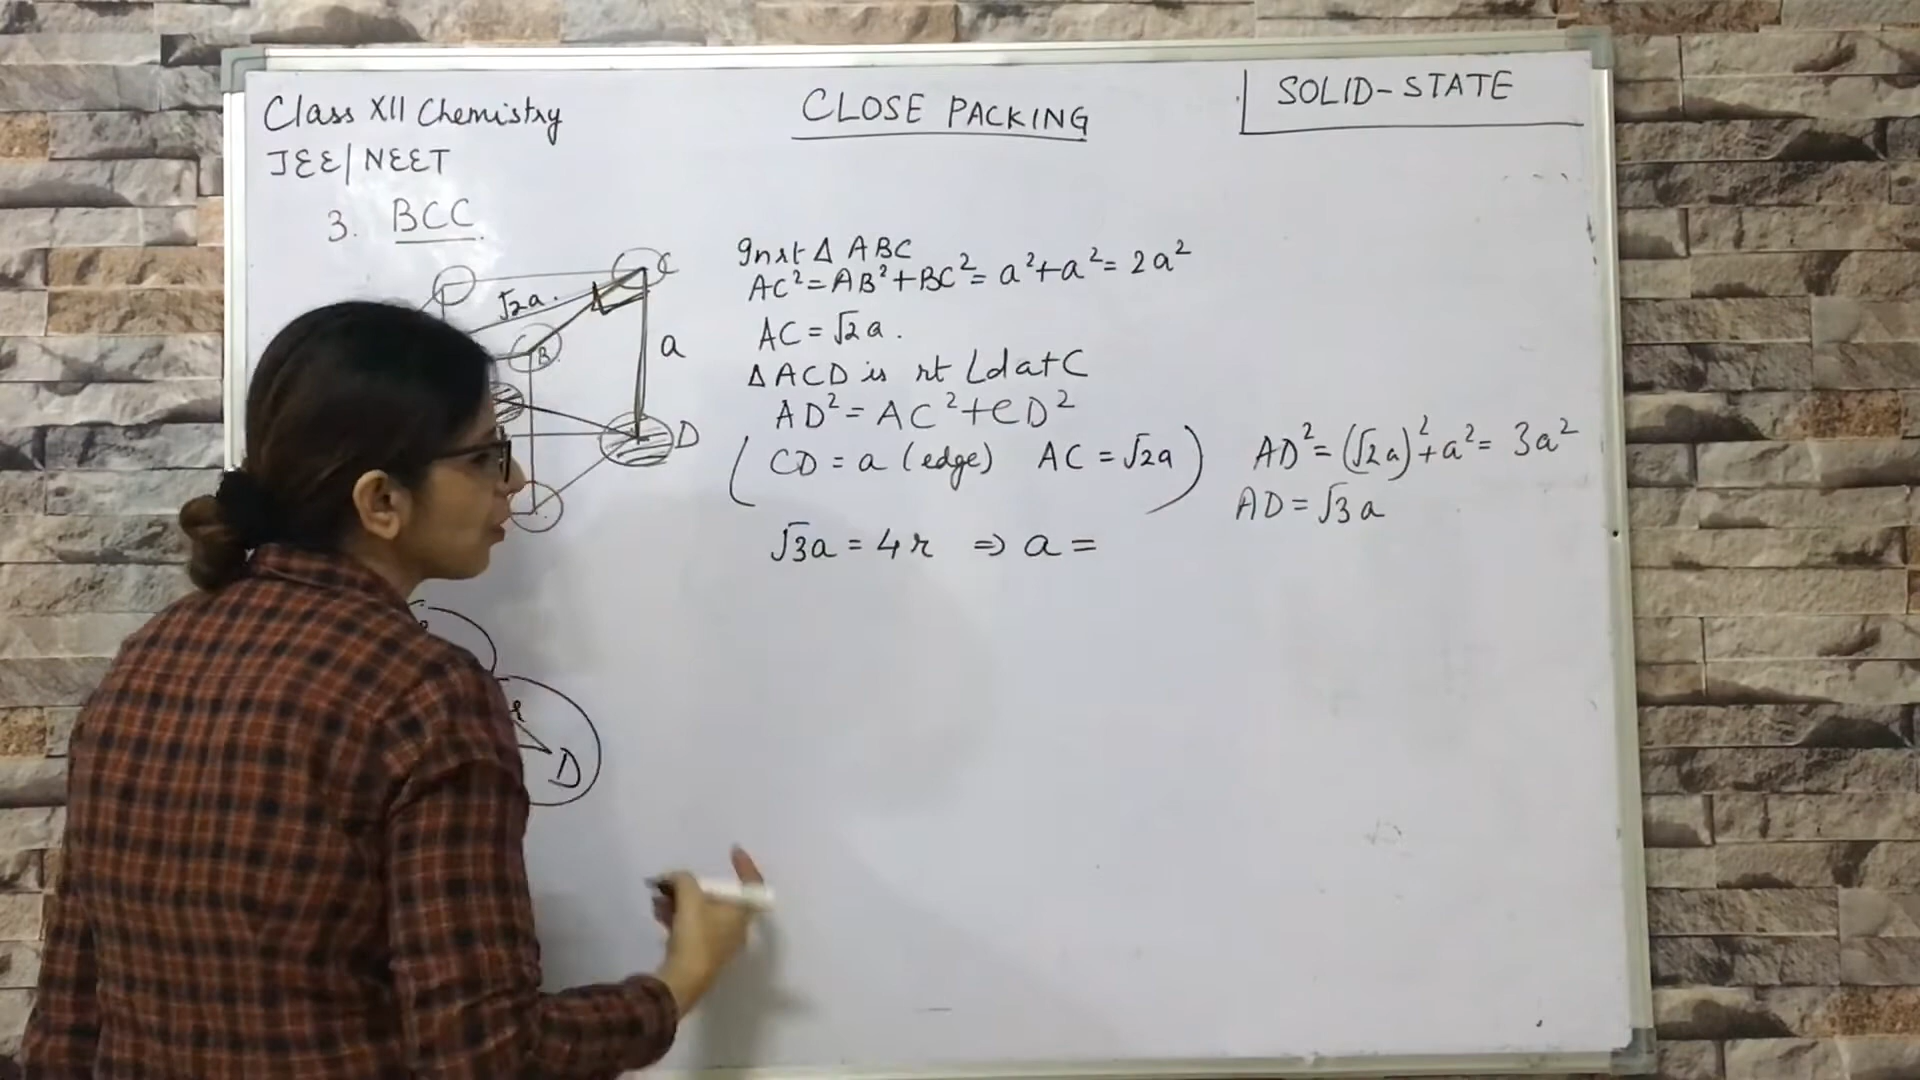 Class XII Chemistry
JEE/NEET
CLOSE PACKING
SOLID-STATE
3. BCC
C
√2a.
B
a
D
r
D
In rt Δ ABC
AC² = AB² + BC² = a² + a² = 2a²
AC = √2 a.
Δ ACD is rt ∠d at C
AD² = AC² + CD²
( CD = a (edge) AC = √2a ) AD² = (√2a)² + a² = 3a²
AD = √3 a
√3a = 4r ⇒ a =